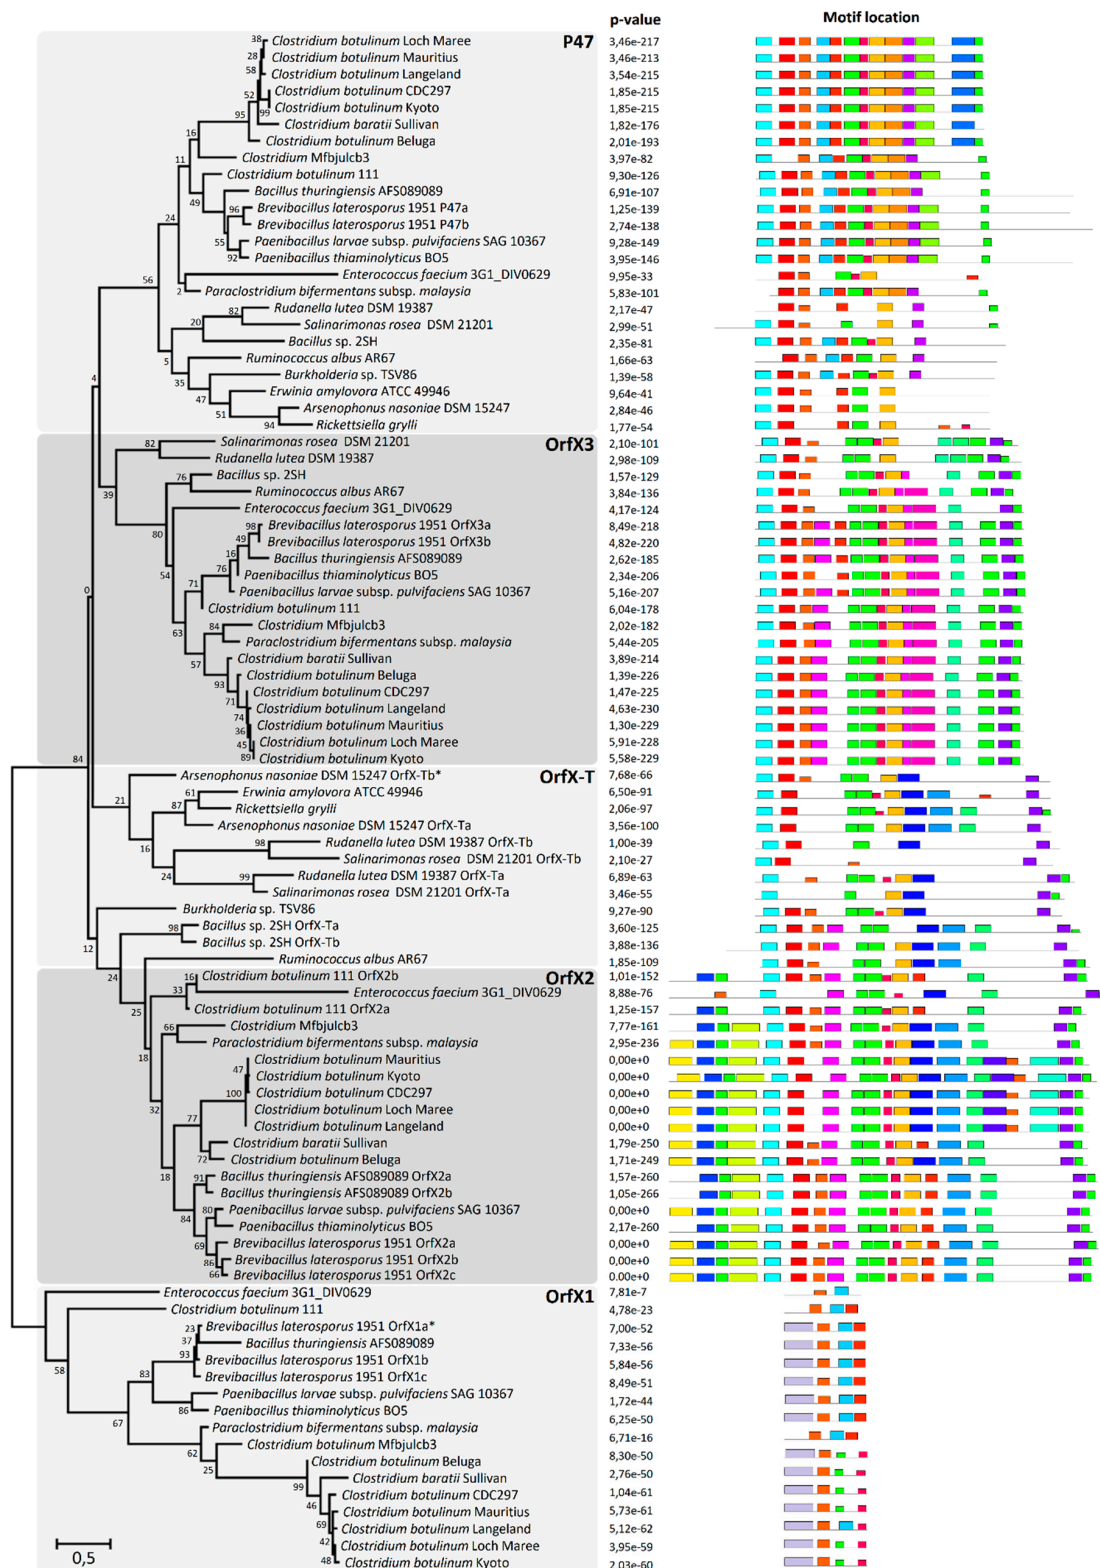 p-value
Motif location
P47
38 Clostridium botulinum Loch Maree 3,46e-217
28 Clostridium botulinum Mauritius 3,46e-213
58 Clostridium botulinum Langeland 3,54e-215
52 Clostridium botulinum CDC297 1,85e-215
99 Clostridium botulinum Kyoto 1,85e-215
95 Clostridium baratii Sullivan 1,82e-176
16 Clostridium botulinum Beluga 2,01e-193
11 Clostridium Mfbjulcb3 3,97e-82
Clostridium botulinum 111 9,30e-126
49 Bacillus thuringiensis AFS089089 6,91e-107
96 Brevibacillus laterosporus 1951 P47a 1,25e-139
24 Brevibacillus laterosporus 1951 P47b 2,74e-138
55 Paenibacillus larvae subsp. pulvifaciens SAG 10367 9,28e-149
92 Paenibacillus thiaminolyticus BO5 3,95e-146
56 Enterococcus faecium 3G1_DIV0629 9,95e-33
2 Paraclostridium bifermentans subsp. malaysia 5,83e-101
82 Rudanella lutea DSM 19387 2,17e-47
20 Salinarimonas rosea DSM 21201 2,99e-51
Bacillus sp. 2SH 2,35e-81
5 Ruminococcus albus AR67 1,66e-63
35 Burkholderia sp. TSV86 1,39e-58
4 47 Erwinia amylovora ATCC 49946 9,64e-41
51 Arsenophonus nasoniae DSM 15247 2,84e-46
94 Rickettsiella grylli 1,77e-54
OrfX3
82 Salinarimonas rosea DSM 21201 2,10e-101
Rudanella lutea DSM 19387 2,98e-109
76 Bacillus sp. 2SH 1,57e-129
39 Ruminococcus albus AR67 3,84e-136
Enterococcus faecium 3G1_DIV0629 4,17e-124
80 98 Brevibacillus laterosporus 1951 OrfX3a 8,49e-218
49 Brevibacillus laterosporus 1951 OrfX3b 4,82e-220
16 Bacillus thuringiensis AFS089089 2,62e-185
54 76 Paenibacillus thiaminolyticus BO5 2,34e-206
0 71 Paenibacillus larvae subsp. pulvifaciens SAG 10367 5,16e-207
Clostridium botulinum 111 6,04e-178
63 84 Clostridium Mfbjulcb3 2,02e-182
Paraclostridium bifermentans subsp. malaysia 5,44e-205
57 Clostridium baratii Sullivan 3,89e-214
93 Clostridium botulinum Beluga 1,39e-226
71 Clostridium botulinum CDC297 1,47e-225
74 Clostridium botulinum Langeland 4,63e-230
36 Clostridium botulinum Mauritius 1,30e-229
45 Clostridium botulinum Loch Maree 5,91e-228
84 89 Clostridium botulinum Kyoto 5,58e-229
OrfX-T
Arsenophonus nasoniae DSM 15247 OrfX-Tb* 7,68e-66
21 61 Erwinia amylovora ATCC 49946 6,50e-91
87 Rickettsiella grylli 2,06e-97
Arsenophonus nasoniae DSM 15247 OrfX-Ta 3,56e-100
16 98 Rudanella lutea DSM 19387 OrfX-Tb 1,00e-39
Salinarimonas rosea DSM 21201 OrfX-Tb 2,10e-27
24 99 Rudanella lutea DSM 19387 OrfX-Ta 6,89e-63
Salinarimonas rosea DSM 21201 OrfX-Ta 3,46e-55
Burkholderia sp. TSV86 9,27e-90
98 Bacillus sp. 2SH OrfX-Ta 3,60e-125
12 Bacillus sp. 2SH OrfX-Tb 3,88e-136
Ruminococcus albus AR67 1,85e-109
OrfX2
24 16 Clostridium botulinum 111 OrfX2b 1,01e-152
33 Enterococcus faecium 3G1_DIV0629 8,88e-76
25 Clostridium botulinum 111 OrfX2a 1,25e-157
66 Clostridium Mfbjulcb3 7,77e-161
Paraclostridium bifermentans subsp. malaysia 2,95e-236
18 Clostridium botulinum Mauritius 0,00e+0
47 Clostridium botulinum Kyoto 0,00e+0
100 Clostridium botulinum CDC297 0,00e+0
32 Clostridium botulinum Loch Maree 0,00e+0
77 Clostridium botulinum Langeland 0,00e+0
Clostridium baratii Sullivan 1,79e-250
72 Clostridium botulinum Beluga 1,71e-249
18 91 Bacillus thuringiensis AFS089089 OrfX2a 1,57e-260
Bacillus thuringiensis AFS089089 OrfX2b 1,05e-266
84 80 Paenibacillus larvae subsp. pulvifaciens SAG 10367 0,00e+0
Paenibacillus thiaminolyticus BO5 2,17e-260
69 Brevibacillus laterosporus 1951 OrfX2a 0,00e+0
86 Brevibacillus laterosporus 1951 OrfX2b 0,00e+0
66 Brevibacillus laterosporus 1951 OrfX2c 0.00e+0
OrfX1
Enterococcus faecium 3G1_DIV0629 7,81e-7
Clostridium botulinum 111 4,78e-23
23 Brevibacillus laterosporus 1951 OrfX1a* 7,00e-52
37 Bacillus thuringiensis AFS089089 7,33e-56
93 Brevibacillus laterosporus 1951 OrfX1b 5,84e-56
58 83 Brevibacillus laterosporus 1951 OrfX1c 8,49e-51
Paenibacillus larvae subsp. pulvifaciens SAG 10367 1,72e-44
86 Paenibacillus thiaminolyticus BO5 6,25e-50
67 Paraclostridium bifermentans subsp. malaysia 6,71e-16
62 Clostridium botulinum Mfbjulcb3 8,30e-50
25 Clostridium botulinum Beluga 2,76e-50
99 Clostridium baratii Sullivan 1,04e-61
46 Clostridium botulinum CDC297 5,73e-61
Clostridium botulinum Mauritius 5,12e-62
69 Clostridium botulinum Langeland 3,95e-59
42 Clostridium botulinum Loch Maree 2,03e-60
48 Clostridium botulinum Kyoto
0,5